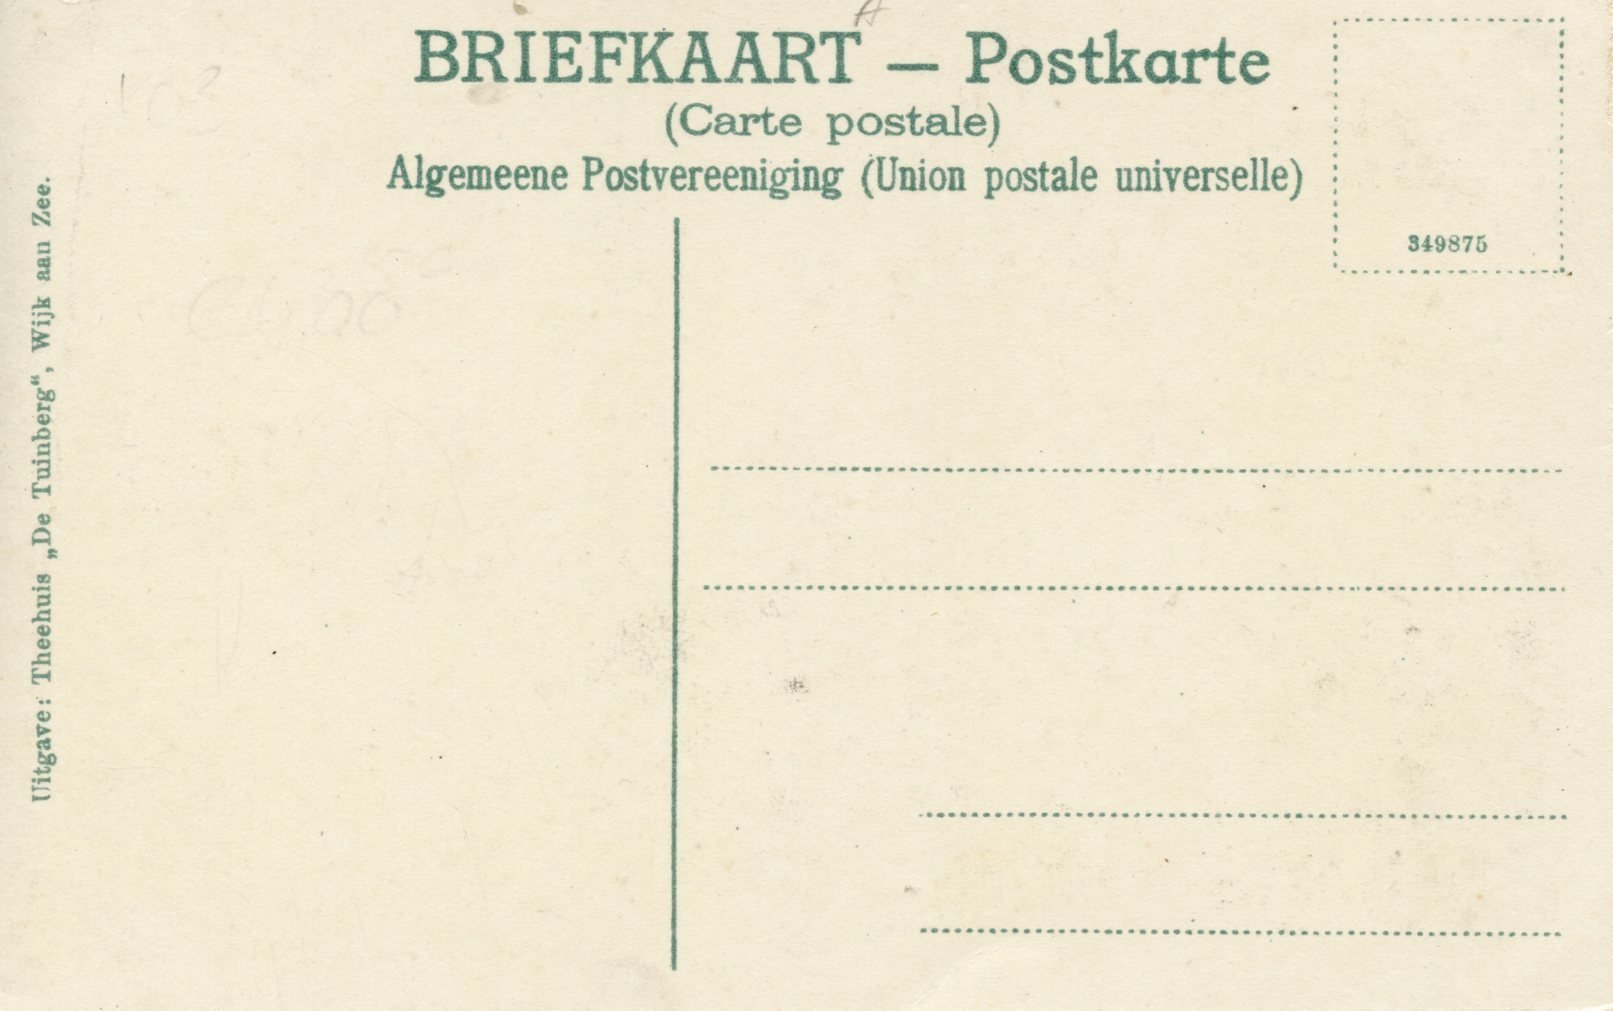 BRIEFKAART — Postkarte
(Carte postale)
Algemeene Postvereeniging (Union postale universelle)
349875
Uitgave: Theehuis „De Tuinberg“, Wijk aan Zee.